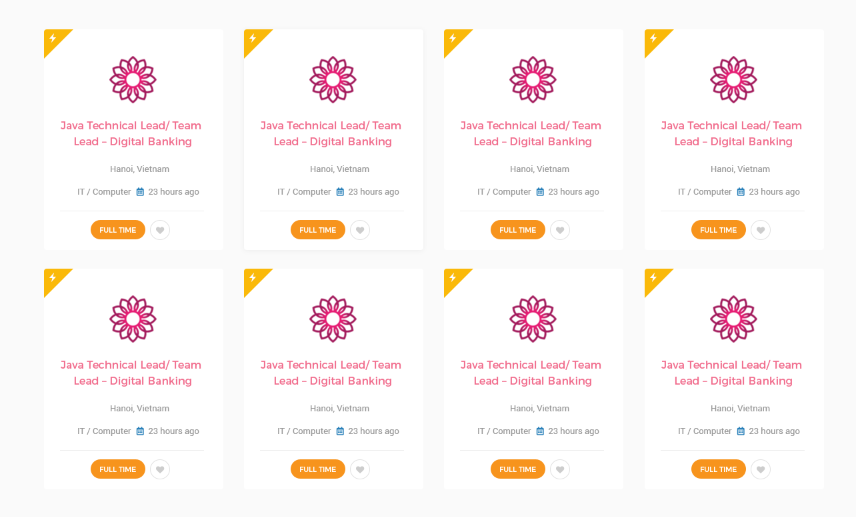 Java Technical Lead/ Team
Lead – Digital Banking
Hanoi, Vietnam
IT / Computer 23 hours ago
FULL TIME
Java Technical Lead/ Team
Lead – Digital Banking
Hanoi, Vietnam
IT / Computer 23 hours ago
FULL TIME
Java Technical Lead/ Team
Lead – Digital Banking
Hanoi, Vietnam
IT / Computer 23 hours ago
FULL TIME
Java Technical Lead/ Team
Lead – Digital Banking
Hanoi, Vietnam
IT / Computer 23 hours ago
FULL TIME
Java Technical Lead/ Team
Lead – Digital Banking
Hanoi, Vietnam
IT / Computer 23 hours ago
FULL TIME
Java Technical Lead/ Team
Lead – Digital Banking
Hanoi, Vietnam
IT / Computer 23 hours ago
FULL TIME
Java Technical Lead/ Team
Lead – Digital Banking
Hanoi, Vietnam
IT / Computer 23 hours ago
FULL TIME
Java Technical Lead/ Team
Lead – Digital Banking
Hanoi, Vietnam
IT / Computer 23 hours ago
FULL TIME